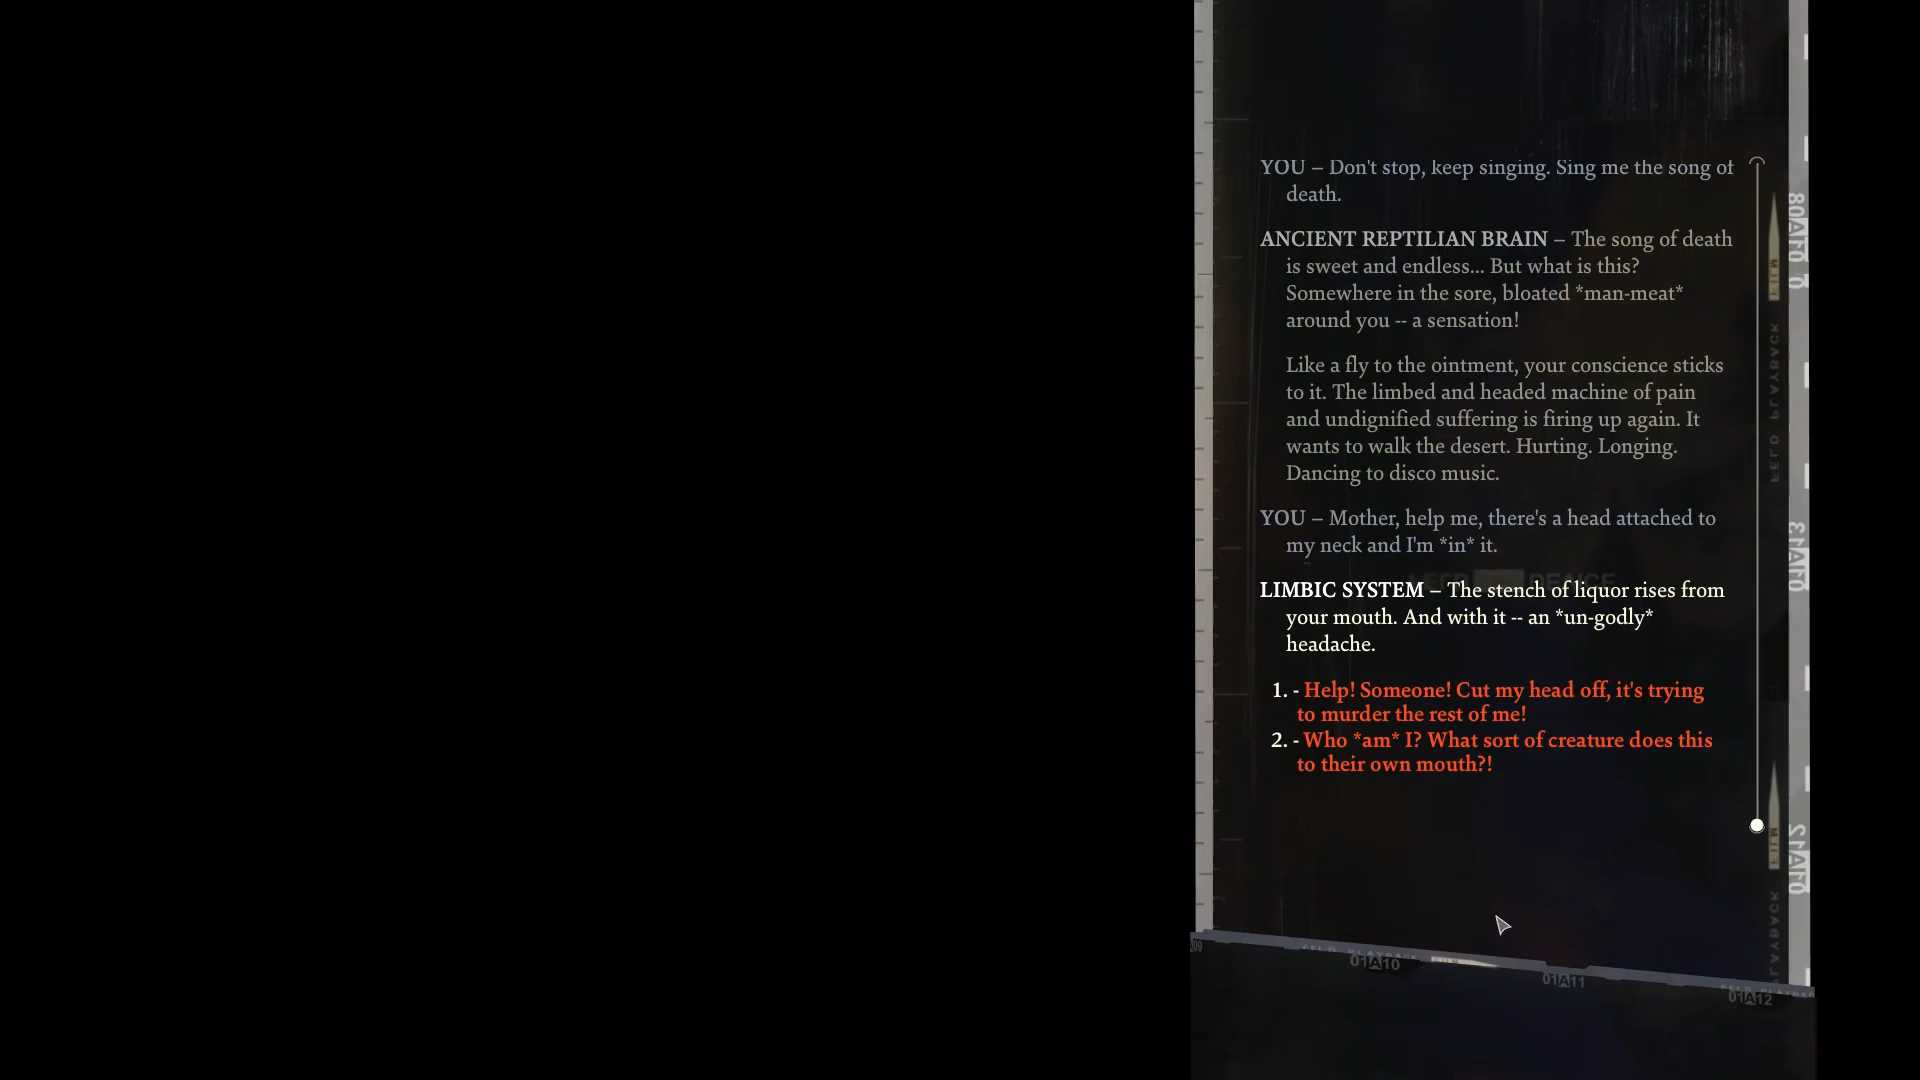 YOU – Don't stop, keep singing. Sing me the song of
death.
ANCIENT REPTILIAN BRAIN – The song of death
is sweet and endless... But what is this?
Somewhere in the sore, bloated *man-meat*
around you -- a sensation!
Like a fly to the ointment, your conscience sticks
to it. The limbed and headed machine of pain
and undignified suffering is firing up again. It
wants to walk the desert. Hurting. Longing.
Dancing to disco music.
YOU – Mother, help me, there's a head attached to
my neck and I'm *in* it.
LIMBIC SYSTEM – The stench of liquor rises from
your mouth. And with it -- an *un-godly*
headache.
1. - Help! Someone! Cut my head off, it's trying
to murder the rest of me!
2. - Who *am* I? What sort of creature does this
to their own mouth?!
FELD PLAYBACK
01A10
01A11
01A12